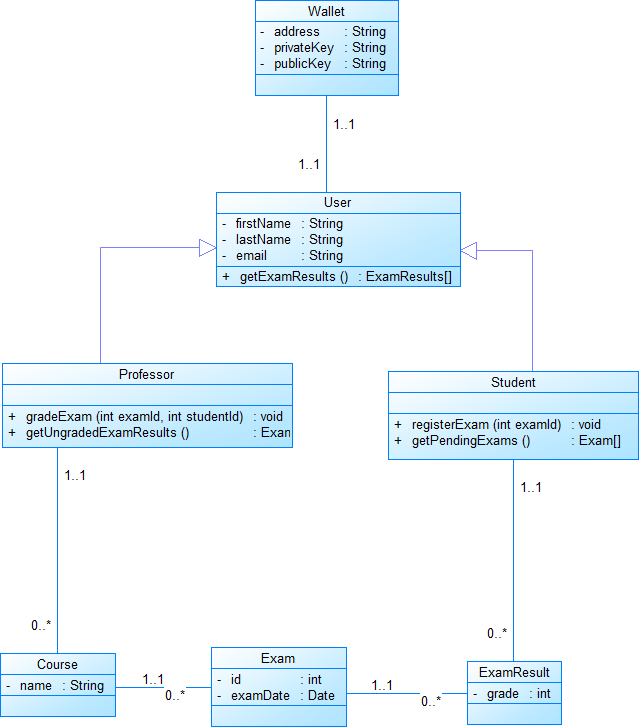 Wallet
- address : String
- privateKey : String
- publicKey : String
1..1
1..1
User
- firstName : String
- lastName : String
- email : String
+ getExamResults () : ExamResults[]
Professor
+ gradeExam (int examId, int studentId) : void
+ getUngradedExamResults () : Exan
Student
+ registerExam (int examId) : void
+ getPendingExams () : Exam[]
1..1
1..1
0..*
0..*
Course
- name : String
1..1
0..*
Exam
- id : int
- examDate : Date
1..1
0..*
ExamResult
- grade : int